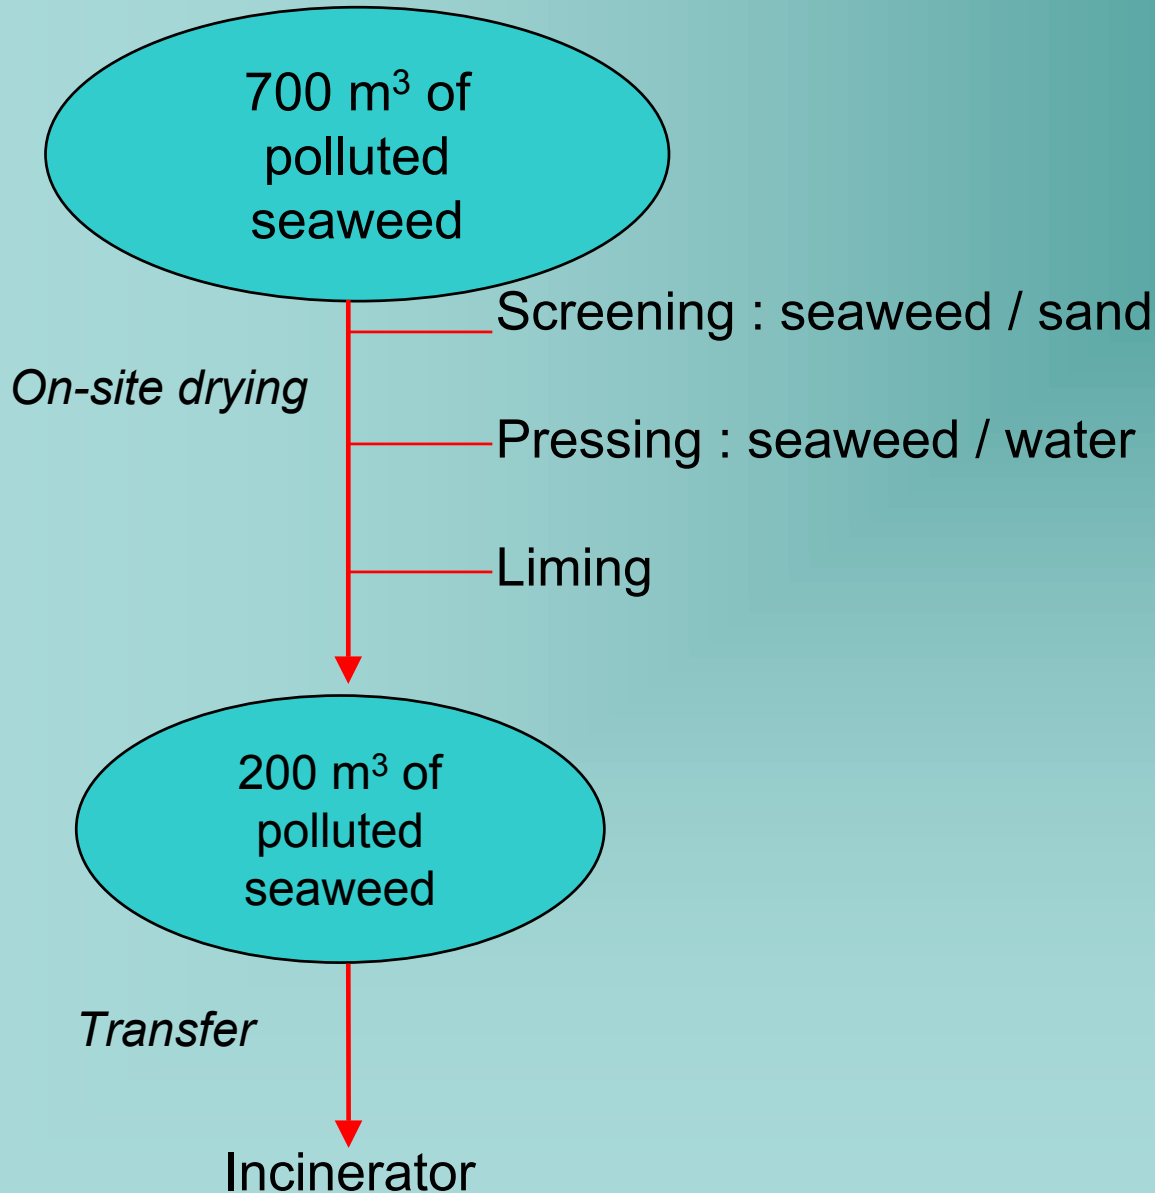 700 m³ of
polluted
seaweed
Screening : seaweed / sand
On-site drying
Pressing : seaweed / water
Liming
200 m³ of
polluted
seaweed
Transfer
Incinerator